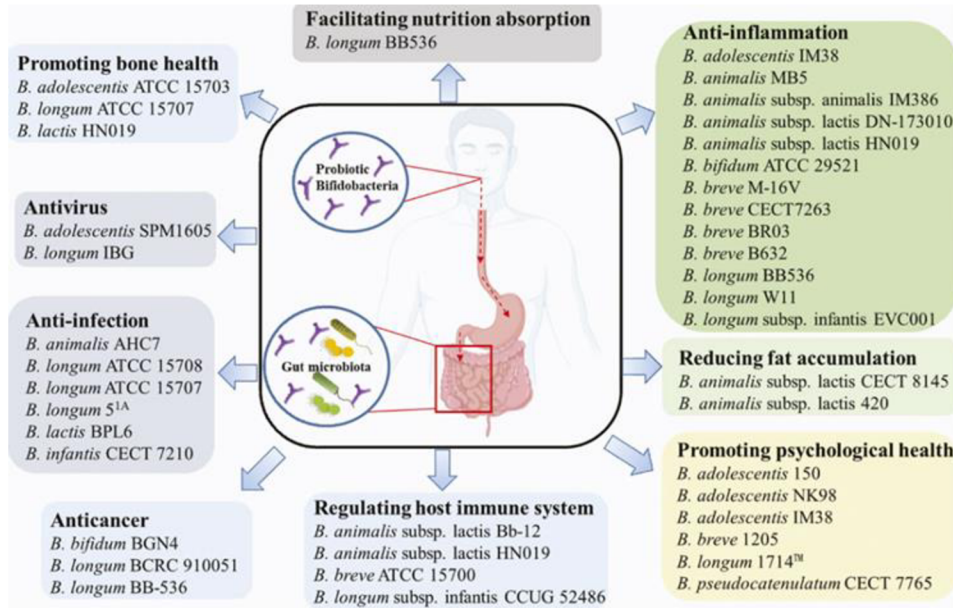 Facilitating nutrition absorption
B. longum BB536
Promoting bone health
B. adolescentis ATCC 15703
B. longum ATCC 15707
B. lactis HN019
Antivirus
B. adolescentis SPM1605
B. longum IBG
Anti-infection
B. animalis AHC7
B. longum ATCC 15708
B. longum ATCC 15707
B. longum 5¹ᴬ
B. lactis BPL6
B. infantis CECT 7210
Anticancer
B. bifidum BGN4
B. longum BCRC 910051
B. longum BB-536
Probiotic
Bifidobacteria
Gut microbiota
Regulating host immune system
B. animalis subsp. lactis Bb-12
B. animalis subsp. lactis HN019
B. breve ATCC 15700
B. longum subsp. infantis CCUG 52486
Anti-inflammation
B. adolescentis IM38
B. animalis MB5
B. animalis subsp. animalis IM386
B. animalis subsp. lactis DN-173010
B. animalis subsp. lactis HN019
B. bifidum ATCC 29521
B. breve M-16V
B. breve CECT7263
B. breve BR03
B. breve B632
B. longum BB536
B. longum W11
B. longum subsp. infantis EVC001
Reducing fat accumulation
B. animalis subsp. lactis CECT 8145
B. animalis subsp. lactis 420
Promoting psychological health
B. adolescentis 150
B. adolescentis NK98
B. adolescentis IM38
B. breve 1205
B. longum 1714™
B. pseudocatenulatum CECT 7765